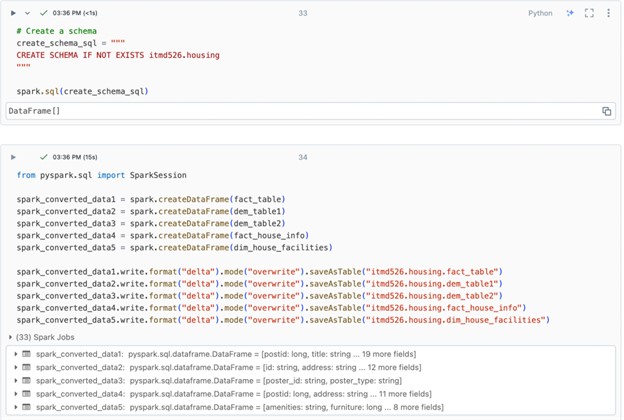 03:36 PM (<1s)
33
Python
# Create a schema
create_schema_sql = """
CREATE SCHEMA IF NOT EXISTS itmd526.housing
"""
spark.sql(create_schema_sql)
DataFrame[]
03:36 PM (15s)
34
from pyspark.sql import SparkSession
spark_converted_data1 = spark.createDataFrame(fact_table)
spark_converted_data2 = spark.createDataFrame(dem_table1)
spark_converted_data3 = spark.createDataFrame(dem_table2)
spark_converted_data4 = spark.createDataFrame(fact_house_info)
spark_converted_data5 = spark.createDataFrame(dim_house_facilities)
spark_converted_data1.write.format("delta").mode("overwrite").saveAsTable("itmd526.housing.fact_table")
spark_converted_data2.write.format("delta").mode("overwrite").saveAsTable("itmd526.housing.dem_table1")
spark_converted_data3.write.format("delta").mode("overwrite").saveAsTable("itmd526.housing.dem_table2")
spark_converted_data4.write.format("delta").mode("overwrite").saveAsTable("itmd526.housing.fact_house_info")
spark_converted_data5.write.format("delta").mode("overwrite").saveAsTable("itmd526.housing.dim_house_facilities")
(33) Spark Jobs
spark_converted_data1: pyspark.sql.dataframe.DataFrame = [postid: long, title: string ... 19 more fields]
spark_converted_data2: pyspark.sql.dataframe.DataFrame = [id: string, address: string ... 12 more fields]
spark_converted_data3: pyspark.sql.dataframe.DataFrame = [poster_id: string, poster_type: string]
spark_converted_data4: pyspark.sql.dataframe.DataFrame = [postid: long, address: string ... 11 more fields]
spark_converted_data5: pyspark.sql.dataframe.DataFrame = [amenities: string, furniture: long ... 8 more fields]